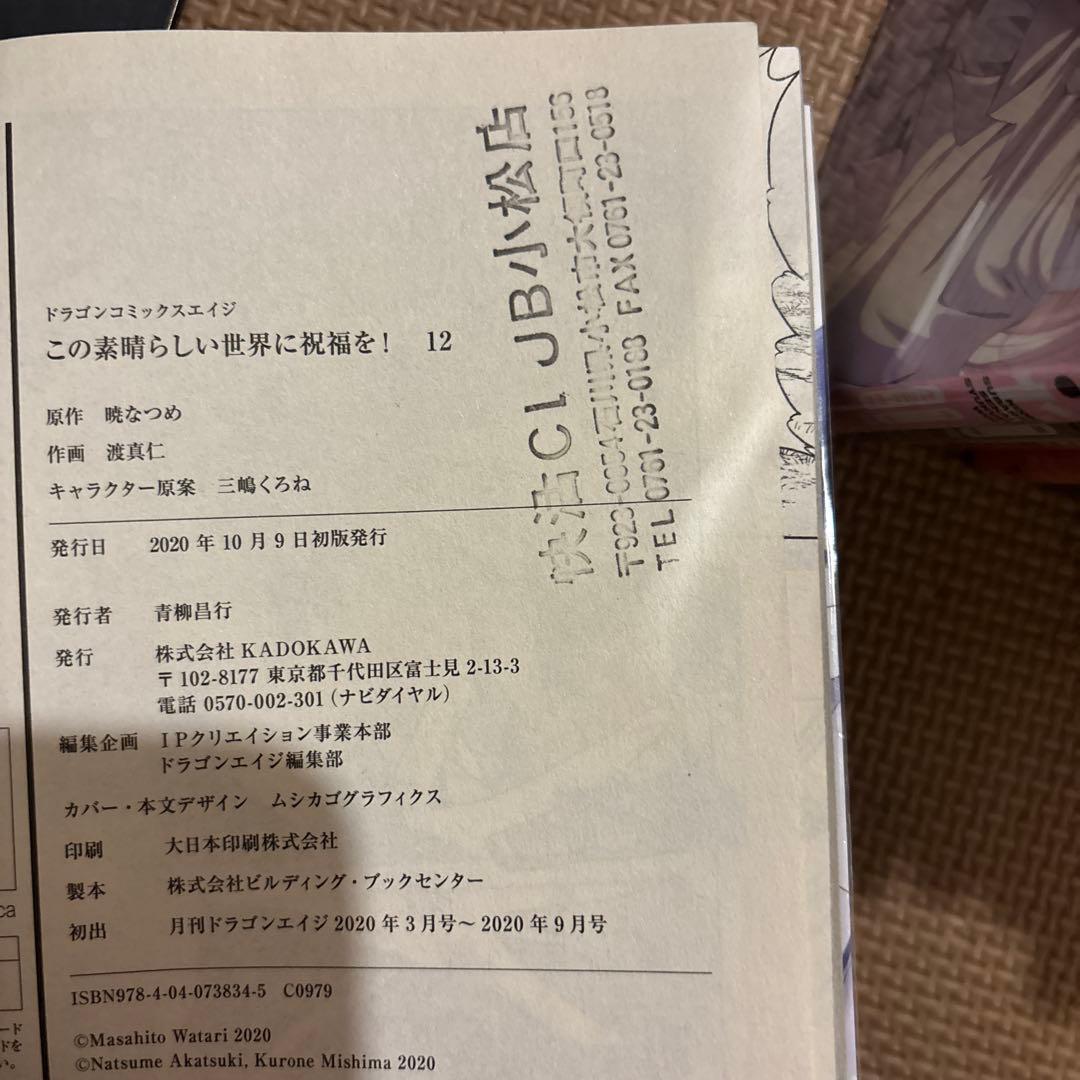 ドラゴンコミックスエイジ
この素晴らしい世界に祝福を! 12
原作 暁なつめ
作画 渡真仁
キャラクター原案 三嶋くろね
発行日 2020年10月9日初版発行
発行者 青柳昌行
発行 株式会社KADOKAWA
〒102-8177 東京都千代田区富士見2-13-3
電話 0570-002-301(ナビダイヤル)
編集企画 IPクリエイション事業本部
ドラゴンエイジ編集部
カバー・本文デザイン ムシカゴグラフィクス
印刷 大日本印刷株式会社
製本 株式会社ビルディング・ブックセンター
初出 月刊ドラゴンエイジ2020年3月号〜2020年9月号
ISBN978-4-04-073834-5 C0979
©Masahito Watari 2020
©Natsume Akatsuki, Kurone Mishima 2020
快活CL JB小松店
TEL 0761-23-0188 FAX 0761-23-0518